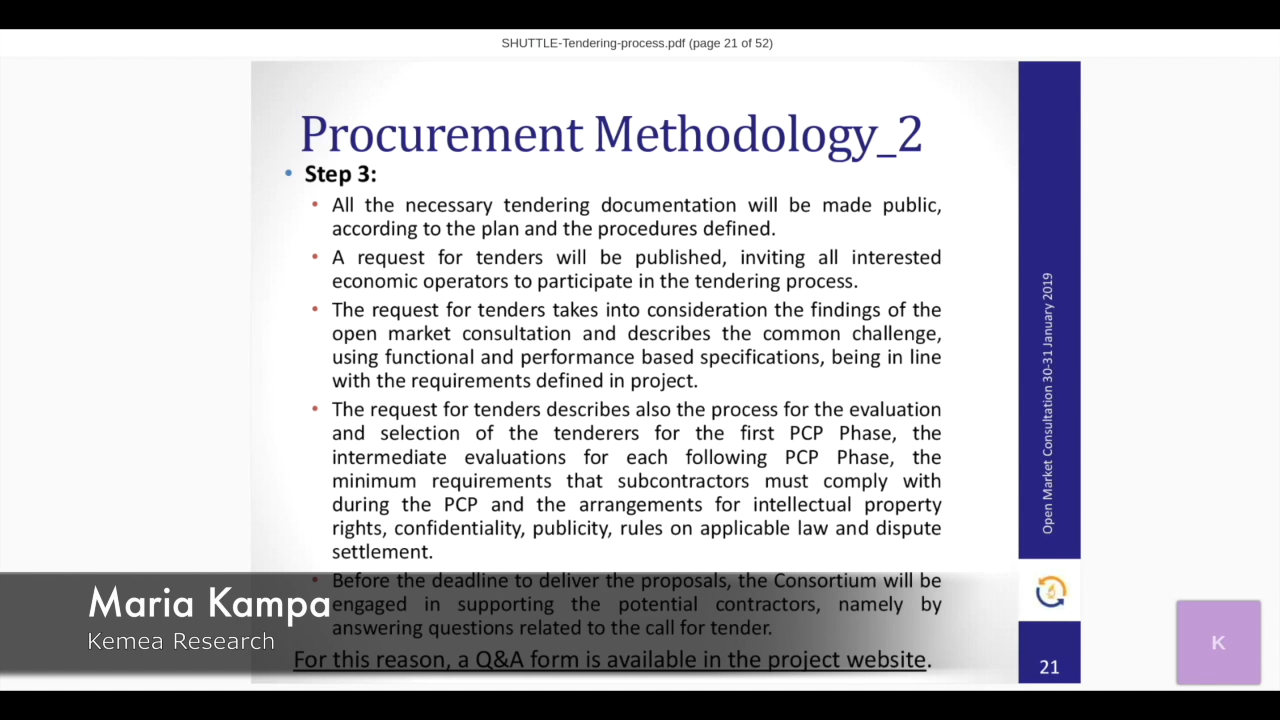 SHUTTLE-Tendering-process.pdf (page 21 of 52)
Procurement Methodology_2
• Step 3:
• All the necessary tendering documentation will be made public,
according to the plan and the procedures defined.
• A request for tenders will be published, inviting all interested
economic operators to participate in the tendering process.
• The request for tenders takes into consideration the findings of the
open market consultation and describes the common challenge,
using functional and performance based specifications, being in line
with the requirements defined in project.
• The request for tenders describes also the process for the evaluation
and selection of the tenderers for the first PCP Phase, the
intermediate evaluations for each following PCP Phase, the
minimum requirements that subcontractors must comply with
during the PCP and the arrangements for intellectual property
rights, confidentiality, publicity, rules on applicable law and dispute
settlement.
• Before the deadline to deliver the proposals, the Consortium will be
engaged in supporting the potential contractors, namely by
answering questions related to the call for tender.
For this reason, a Q&A form is available in the project website.
Open Market Consultation 30-31 January 2019
21
Maria Kampa
Kemea Research
K